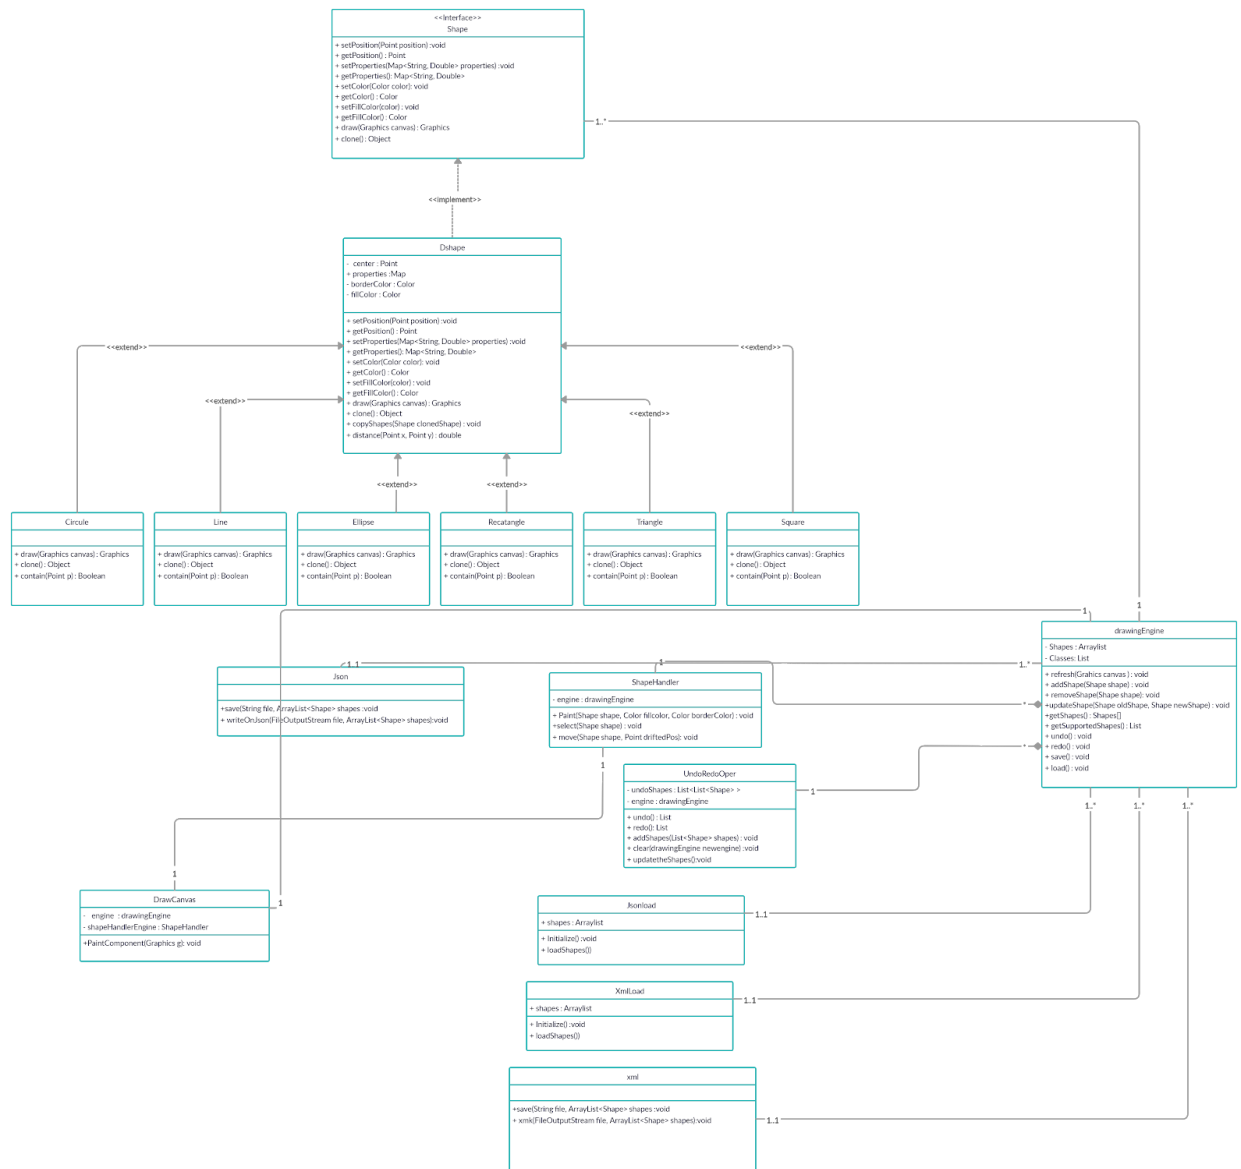 <<Interface>>
Shape
+ setPosition(Point position) :void
+ getPosition() : Point
+ setProperties(Map<String, Double> properties) :void
+ getProperties(): Map<String, Double>
+ setColor(Color color): void
+ getColor() : Color
+ setFillColor(color) : void
+ getFillColor() : Color
+ draw(Graphics canvas) : Graphics
+ clone() : Object
1..*
<<implement>>
Dshape
- center : Point
+ properties :Map
- borderColor : Color
- fillColor : Color
+ setPosition(Point position) :void
+ getPosition() : Point
+ setProperties(Map<String, Double> properties) :void
+ getProperties(): Map<String, Double>
+ setColor(Color color): void
+ getColor() : Color
+ setFillColor(color) : void
+ getFillColor() : Color
+ draw(Graphics canvas) : Graphics
+ clone() : Object
+ copyShapes(Shape clonedShape) : void
+ distance(Point x, Point y) : double
<<extend>>
<<extend>>
<<extend>>
<<extend>>
<<extend>>
<<extend>>
Circule
+ draw(Graphics canvas) : Graphics
+ clone() : Object
+ contain(Point p) : Boolean
Line
+ draw(Graphics canvas) : Graphics
+ clone() : Object
+ contain(Point p) : Boolean
Ellipse
+ draw(Graphics canvas) : Graphics
+ clone() : Object
+ contain(Point p) : Boolean
Recatangle
+ draw(Graphics canvas) : Graphics
+ clone() : Object
+ contain(Point p) : Boolean
Triangle
+ draw(Graphics canvas) : Graphics
+ clone() : Object
+ contain(Point p) : Boolean
Square
+ draw(Graphics canvas) : Graphics
+ clone() : Object
+ contain(Point p) : Boolean
1
1
drawingEngine
- Shapes : Arraylist
- Classes: List
+ refresh(Grahics canvas ) : void
+ addShape(Shape shape) : void
+ removeShape(Shape shape): void
+updateShape(Shape oldShape, Shape newShape) : void
+getShapes() : Shapes[]
+ getSupportedShapes() : List
+ undo() : void
+ redo() : void
+ save() : void
+ load() : void
1..1
1
1..*
*
*
Json
+save(String file, ArrayList<Shape> shapes :void
+ writeOnJson(FileOutputStream file, ArrayList<Shape> shapes):void
ShapeHandler
- engine : drawingEngine
+ Paint(Shape shape, Color fillcolor, Color borderColor) : void
+select(Shape shape) : void
+ move(Shape shape, Point driftedPos): void
1
UndoRedoOper
- undoShapes : List<List<Shape> >
- engine : drawingEngine
+ undo() : List
+ redo(): List
+ addShapes(List<Shape> shapes) : void
+ clear(drawingEngine newengine) :void
+ updatetheShapes():void
1
1..*
1..*
1..*
1
DrawCanvas
- engine : drawingEngine
- shapeHandlerEngine : ShapeHandler
+PaintComponent(Graphics g): void
1
Jsonload
+ shapes : Arraylist
+ Initialize() :void
+ loadShapes())
1..1
XmlLoad
+ shapes : Arraylist
+ Initialize() :void
+ loadShapes())
1..1
xml
+save(String file, ArrayList<Shape> shapes :void
+ xmk(FileOutputStream file, ArrayList<Shape> shapes):void
1..1